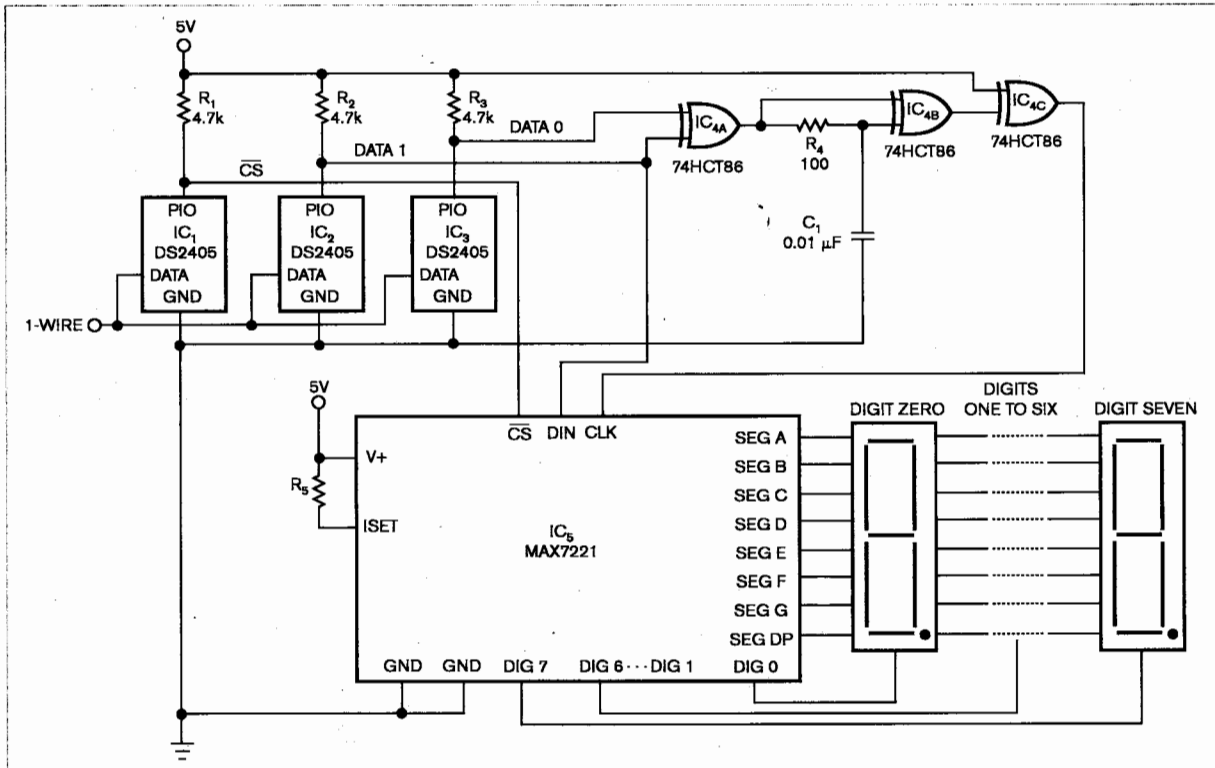 5V
R1
4.7k
R2
4.7k
R3
4.7k
DATA 0
DATA 1
C̅S̅
IC4A
74HCT86
R4
100
IC4B
74HCT86
IC4C
74HCT86
C1
0.01 µF
PIO
IC1
DS2405
DATA
GND
PIO
IC2
DS2405
DATA
GND
PIO
IC3
DS2405
DATA
GND
1-WIRE
5V
R5
V+
ISET
C̅S̅ DIN CLK
IC5
MAX7221
SEG A
SEG B
SEG C
SEG D
SEG E
SEG F
SEG G
SEG DP
GND GND DIG 7 DIG 6 ··· DIG 1 DIG 0
DIGIT ZERO
DIGITS
ONE TO SIX
DIGIT SEVEN